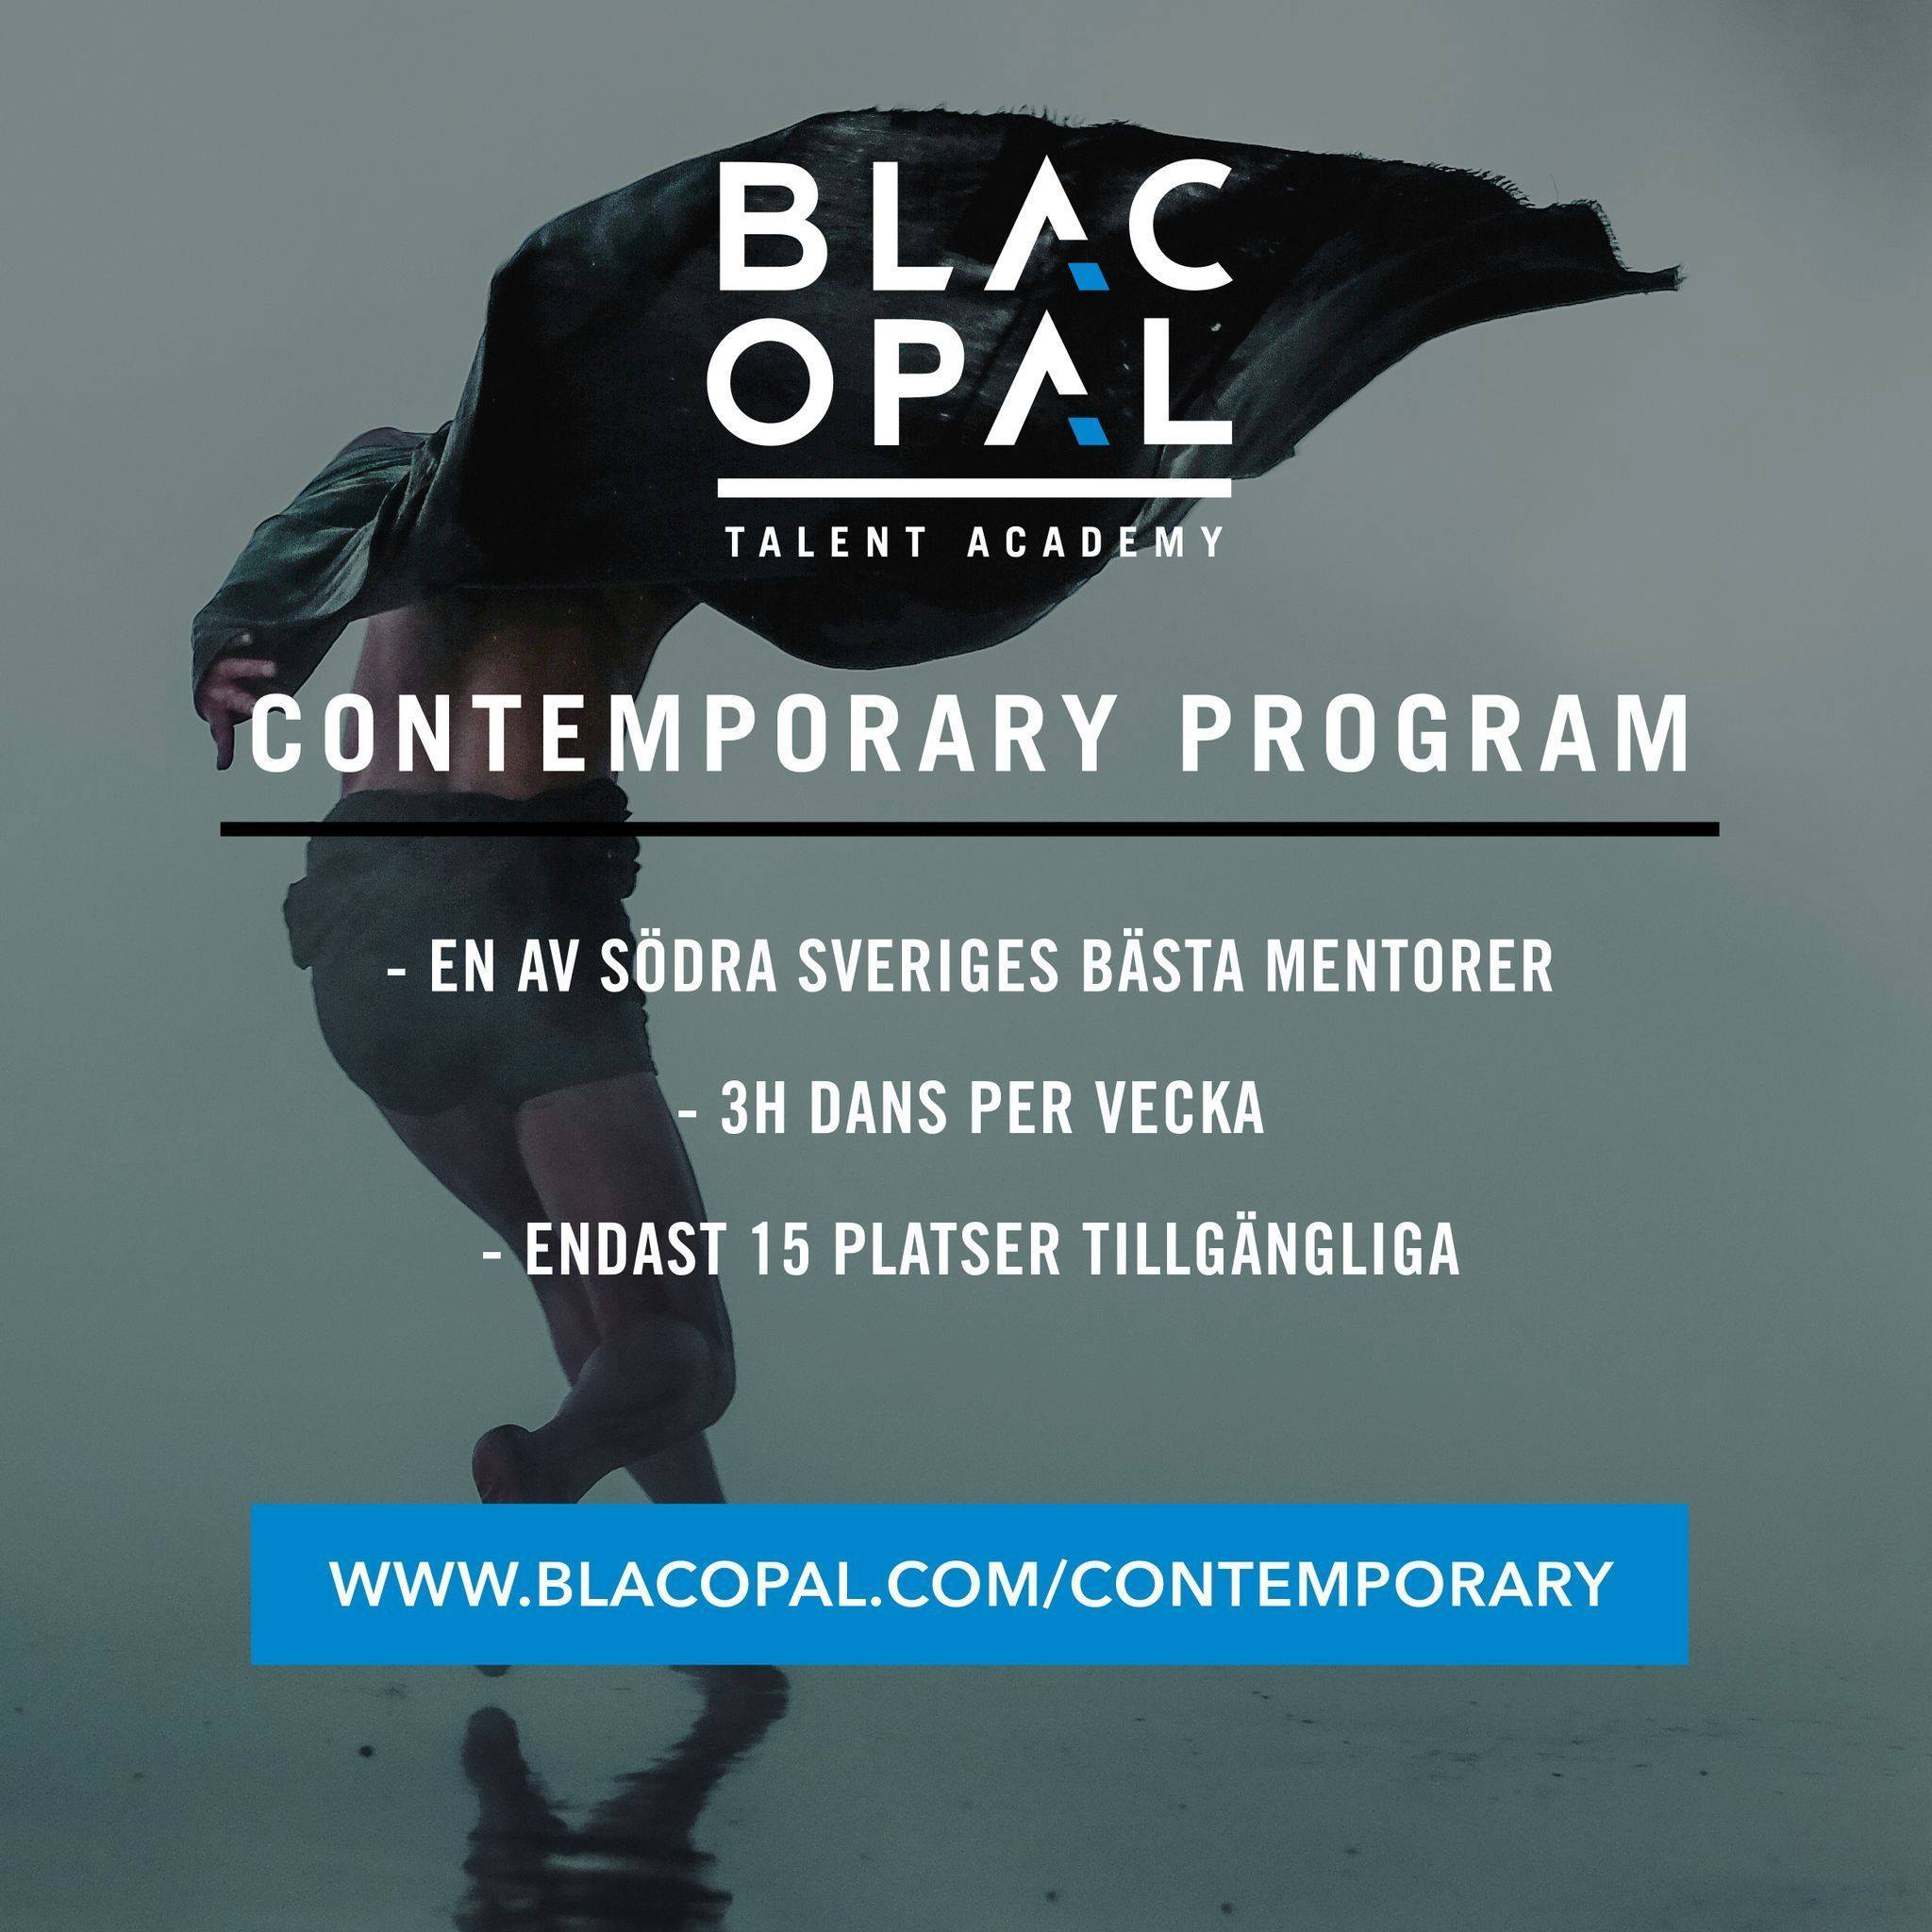 BLAC
OPAL
TALENT ACADEMY
CONTEMPORARY PROGRAM
- EN AV SÖDRA SVERIGES BÄSTA MENTORER
- 3H DANS PER VECKA
- ENDAST 15 PLATSER TILLGÄNGLIGA
WWW.BLACOPAL.COM/CONTEMPORARY